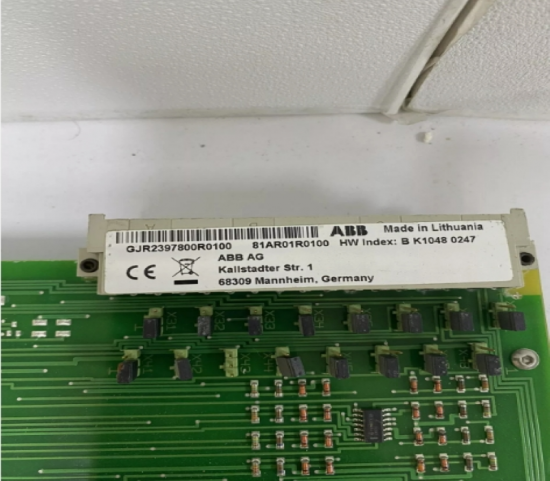 ABB Made in Lithuania
GJR2397800R0100 81AR01R0100 HW Index: B K1048 0247
CE ABB AG
Kallstadter Str. 1
68309 Mannheim, Germany